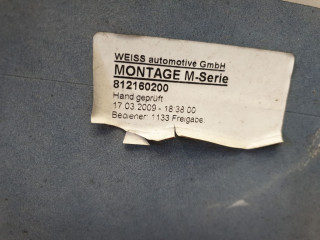 WEISS automotive GmbH
MONTAGE M-Serie
812160200
Hand geprüft
17.03.2009 - 18:38:00
Bediener: 1133 Freigabe: